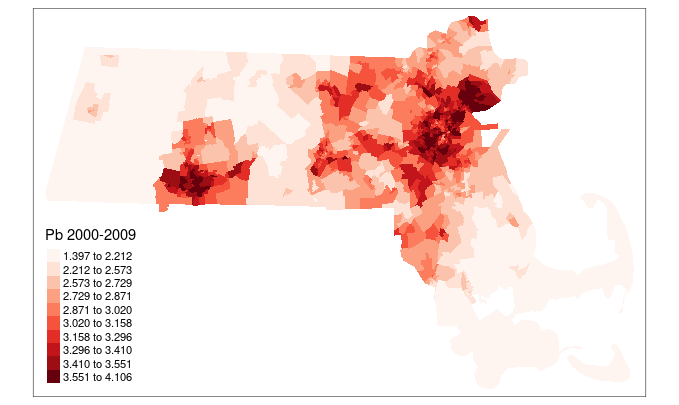 Pb 2000-2009
1.397 to 2.212
2.212 to 2.573
2.573 to 2.729
2.729 to 2.871
2.871 to 3.020
3.020 to 3.158
3.158 to 3.296
3.296 to 3.410
3.410 to 3.551
3.551 to 4.106